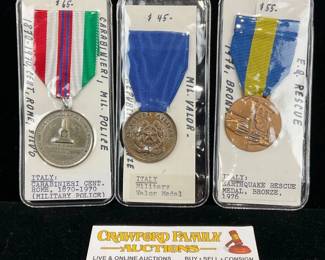 $65.
CARABINIERI, MIL. POLICE
1870-1970 CENT, ROME,
ITALY:
CARABINIERI CENT.
ROME, 1870-1970
(MILITARY POLICE)
$45-
MIL VALOR-
ITALY
Military
Valor Medal
$55.
E.Q. RESCUE
1976, BRONZE
ITALY:
EARTHQUAKE RESCUE
MEDAL, BRONZE,
1976
CRAWFORD FAMILY
AUCTIONS
LIVE & ONLINE AUCTIONS BUY • SELL • CONSIGN